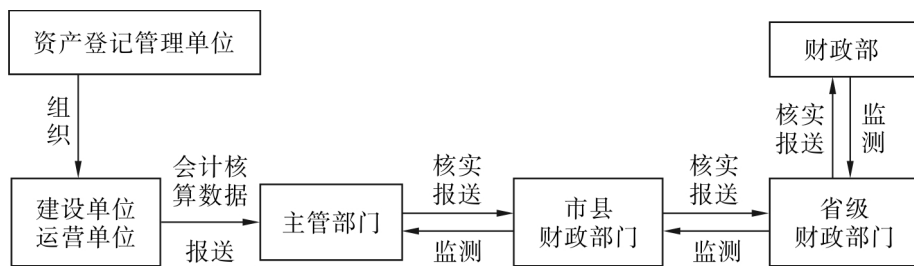 资产登记管理单位
财政部
组
织
核实
报送
监
测
会计核
算数据
核实
报送
核实
报送
建设单位
运营单位
主管部门
市县
财政部门
省级
财政部门
报送
监测
监测